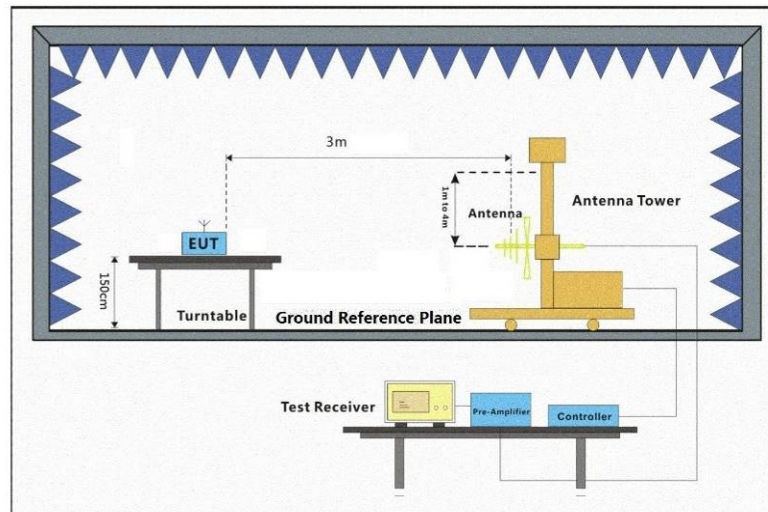 3m
1m to 4m
Antenna
Antenna Tower
EUT
150cm
Turntable
Ground Reference Plane
Test Receiver
Pre-Amplifier
Controller